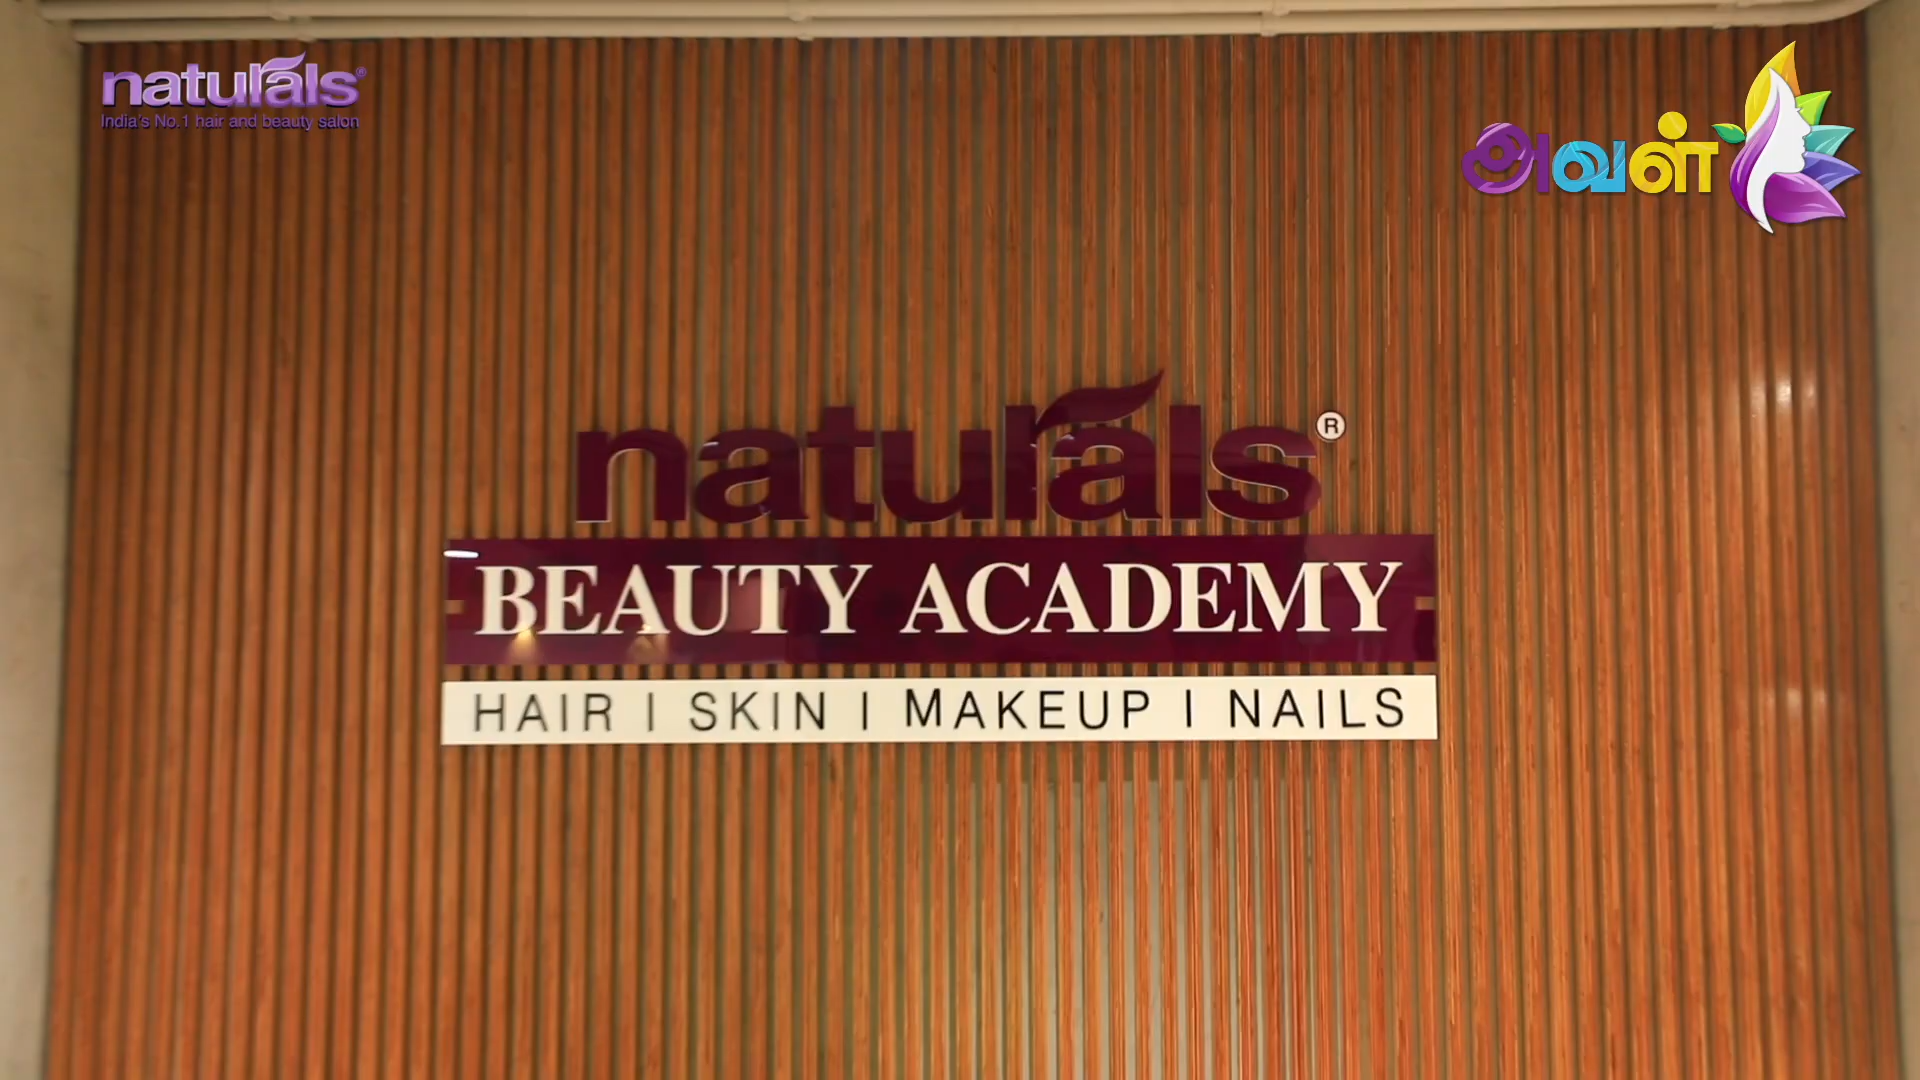 naturals®
India's No.1 hair and beauty salon
அவள்
naturals®
BEAUTY ACADEMY
HAIR | SKIN | MAKEUP | NAILS